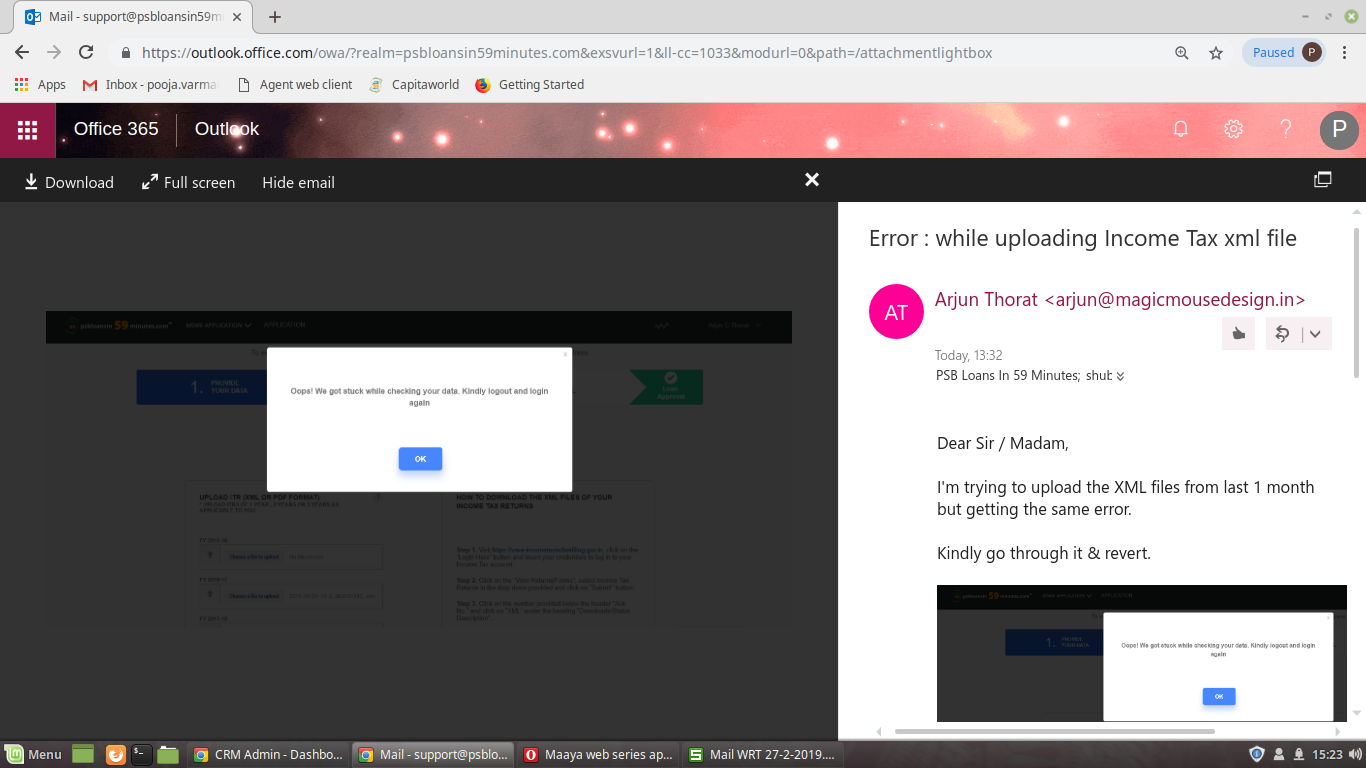 Mail - support@psbloansin59m
https://outlook.office.com/owa/?realm=psbloansin59minutes.com&exsvurl=1&ll-cc=1033&modurl=0&path=/attachmentlightbox
Paused P
Apps Inbox - pooja.varma Agent web client Capitaworld Getting Started
Office 365 Outlook P
Download Full screen Hide email
Error : while uploading Income Tax xml file
AT
Arjun Thorat <arjun@magicmousedesign.in>
Today, 13:32
PSB Loans In 59 Minutes; shub
Dear Sir / Madam,
I'm trying to upload the XML files from last 1 month
but getting the same error.
Kindly go through it & revert.
psbloansin 59 minutes.com
APPLICATION
1. PROVIDE
YOUR DATA
Loan
Approval
Oops! We got stuck while checking your data. Kindly logout and login
again
OK
UPLOAD ITR (XML OR PDF FORMAT)
HOW TO DOWNLOAD THE XML FILES OF YOUR
INCOME TAX RETURNS
psbloansin 59 minutes.com
APPLICATION
1.
Oops! We got stuck while checking your data. Kindly logout and login
again
OK
Menu CRM Admin - Dashbo... Mail - support@psblo... Maaya web series ap... Mail WRT 27-2-2019.... 15:23